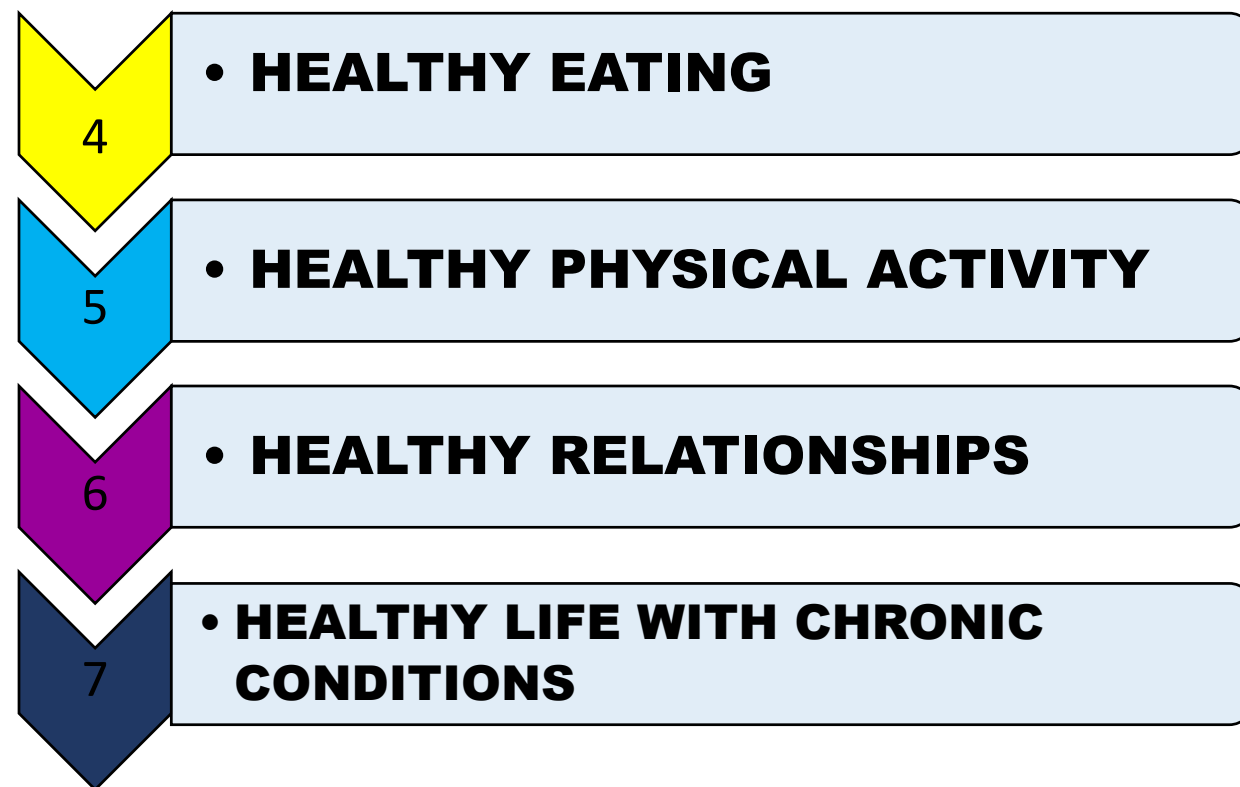 4
• HEALTHY EATING
5
• HEALTHY PHYSICAL ACTIVITY
6
• HEALTHY RELATIONSHIPS
7
• HEALTHY LIFE WITH CHRONIC
CONDITIONS